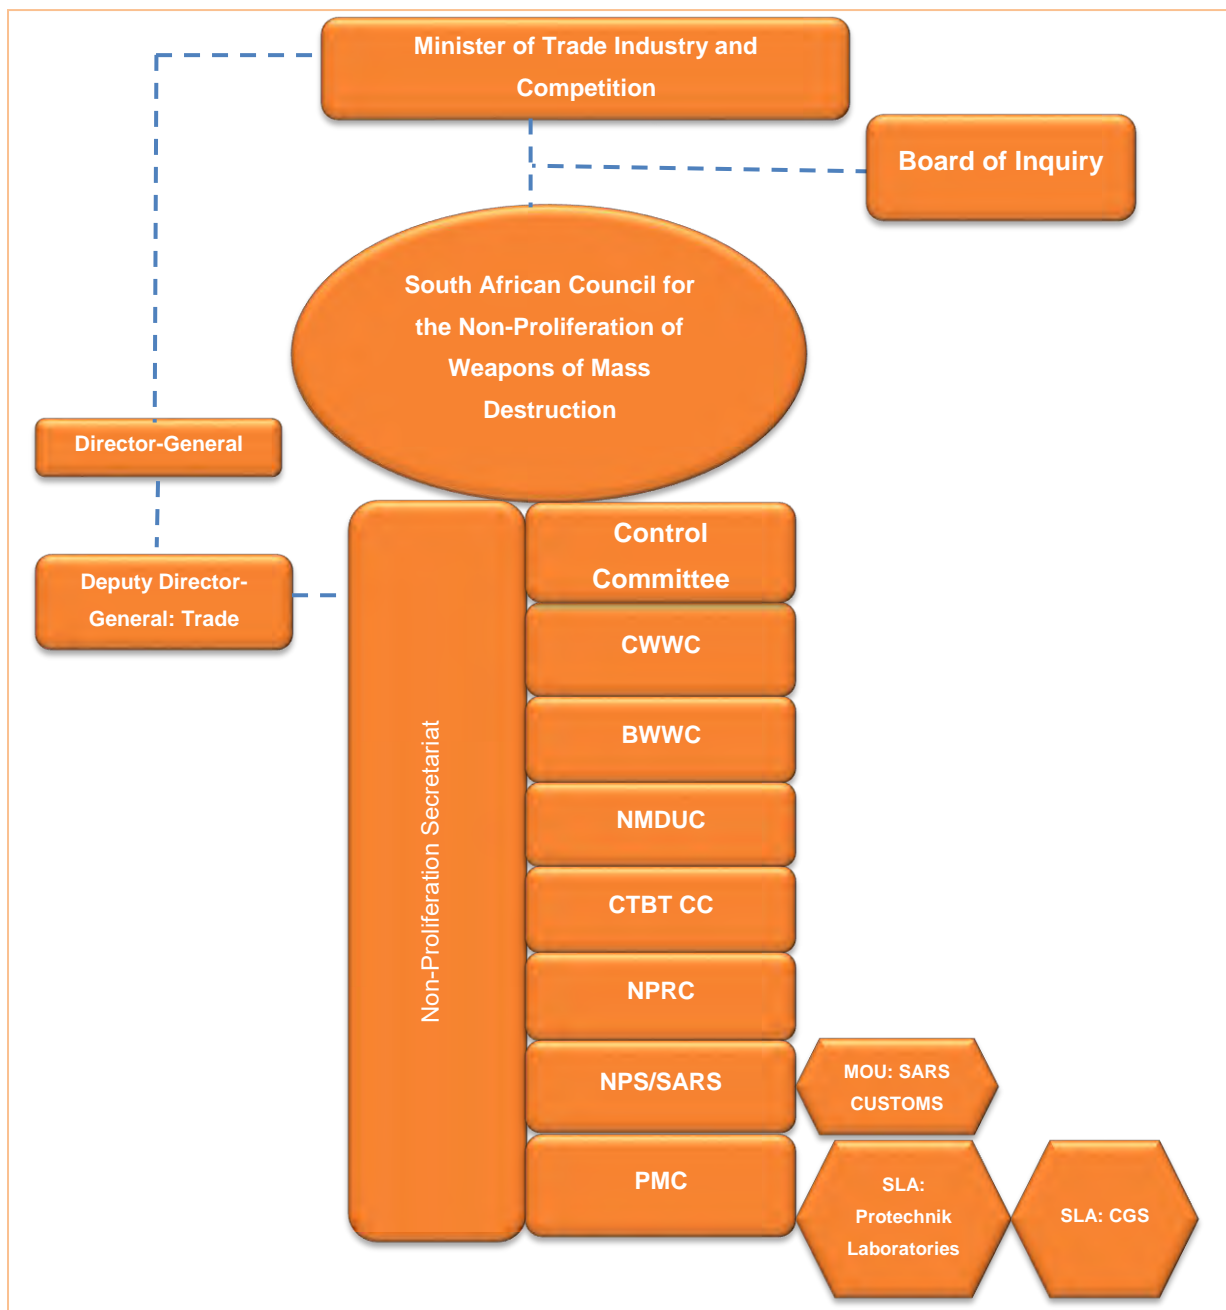 Minister of Trade Industry and
Competition
Board of Inquiry
South African Council for
the Non-Proliferation of
Weapons of Mass
Destruction
Director-General
Deputy Director-
General: Trade
Non-Proliferation Secretariat
Control
Committee
CWWC
BWWC
NMDUC
CTBT CC
NPRC
NPS/SARS
MOU: SARS
CUSTOMS
PMC
SLA:
Protechnik
Laboratories
SLA: CGS